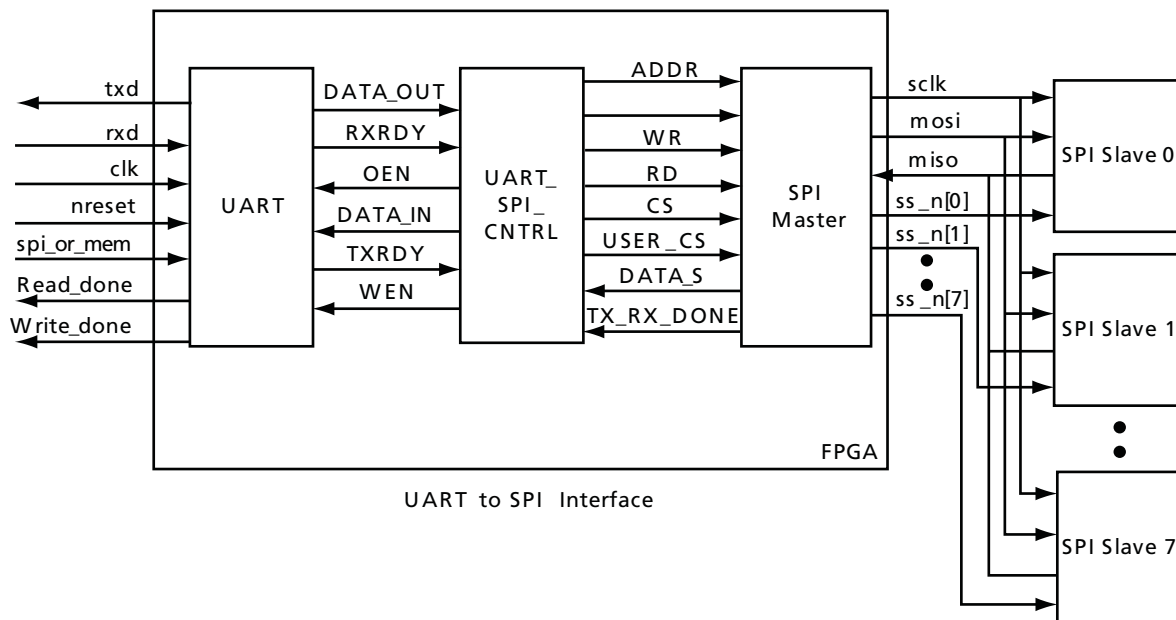 txd
rxd
clk
nreset
spi_or_mem
Read_done
Write_done
UART
DATA_OUT
RXRDY
OEN
DATA_IN
TXRDY
WEN
UART_
SPI_
CNTRL
ADDR
WR
RD
CS
USER_CS
DATA_S
TX_RX_DONE
SPI
Master
sclk
mosi
miso
ss_n[0]
ss_n[1]
ss_n[7]
SPI Slave 0
SPI Slave 1
SPI Slave 7
FPGA
UART to SPI Interface